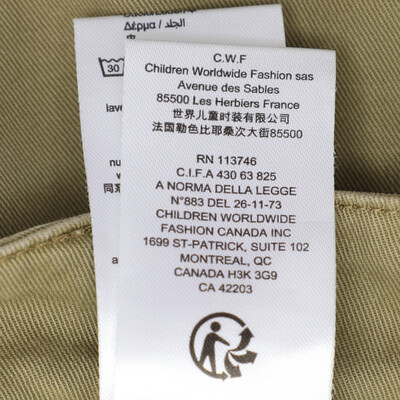 Δέρμα / الجلد
30
C.W.F
Children Worldwide Fashion sas
Avenue des Sables
85500 Les Herbiers France
世界儿童时装有限公司
法国勒色比耶桑次大街85500
RN 113746
C.I.F.A 430 63 825
A NORMA DELLA LEGGE
N°883 DEL 26-11-73
CHILDREN WORLDWIDE
FASHION CANADA INC
1699 ST-PATRICK, SUITE 102
MONTREAL, QC
CANADA H3K 3G9
CA 42203